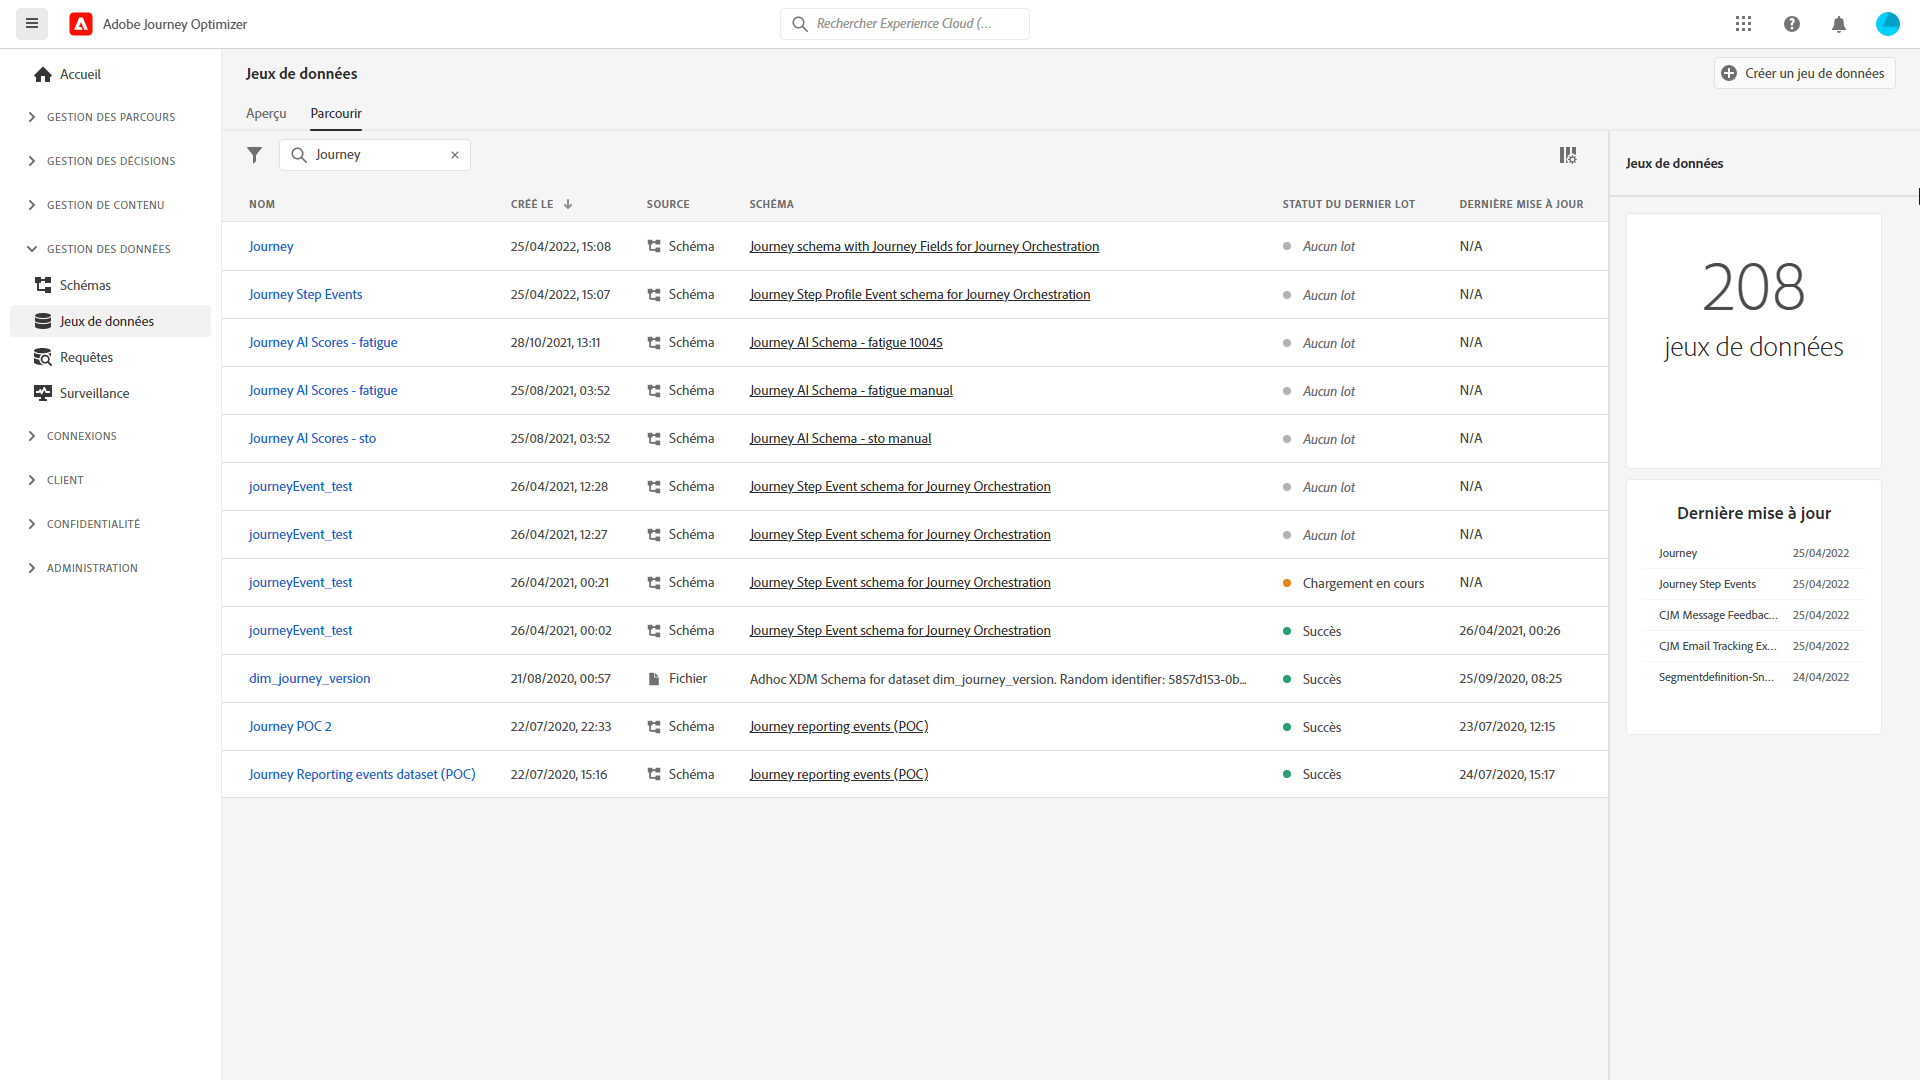 Adobe Journey Optimizer
Rechercher Experience Cloud (...
Accueil
GESTION DES PARCOURS
GESTION DES DÉCISIONS
GESTION DE CONTENU
GESTION DES DONNÉES
Schémas
Jeux de données
Requêtes
Surveillance
CONNEXIONS
CLIENT
CONFIDENTIALITÉ
ADMINISTRATION
Jeux de données
Créer un jeu de données
Aperçu Parcourir
Journey
NOM CRÉÉ LE SOURCE SCHÉMA STATUT DU DERNIER LOT DERNIÈRE MISE À JOUR
Journey 25/04/2022, 15:08 Schéma Journey schema with Journey Fields for Journey Orchestration Aucun lot N/A
Journey Step Events 25/04/2022, 15:07 Schéma Journey Step Profile Event schema for Journey Orchestration Aucun lot N/A
Journey AI Scores - fatigue 28/10/2021, 13:11 Schéma Journey AI Schema - fatigue 10045 Aucun lot N/A
Journey AI Scores - fatigue 25/08/2021, 03:52 Schéma Journey AI Schema - fatigue manual Aucun lot N/A
Journey AI Scores - sto 25/08/2021, 03:52 Schéma Journey AI Schema - sto manual Aucun lot N/A
journeyEvent_test 26/04/2021, 12:28 Schéma Journey Step Event schema for Journey Orchestration Aucun lot N/A
journeyEvent_test 26/04/2021, 12:27 Schéma Journey Step Event schema for Journey Orchestration Aucun lot N/A
journeyEvent_test 26/04/2021, 00:21 Schéma Journey Step Event schema for Journey Orchestration Chargement en cours N/A
journeyEvent_test 26/04/2021, 00:02 Schéma Journey Step Event schema for Journey Orchestration Succès 26/04/2021, 00:26
dim_journey_version 21/08/2020, 00:57 Fichier Adhoc XDM Schema for dataset dim_journey_version. Random identifier: 5857d153-0b... Succès 25/09/2020, 08:25
Journey POC 2 22/07/2020, 22:33 Schéma Journey reporting events (POC) Succès 23/07/2020, 12:15
Journey Reporting events dataset (POC) 22/07/2020, 15:16 Schéma Journey reporting events (POC) Succès 24/07/2020, 15:17
Jeux de données
208
jeux de données
Dernière mise à jour
Journey 25/04/2022
Journey Step Events 25/04/2022
CJM Message Feedbac... 25/04/2022
CJM Email Tracking Ex... 25/04/2022
Segmentdefinition-Sn... 24/04/2022